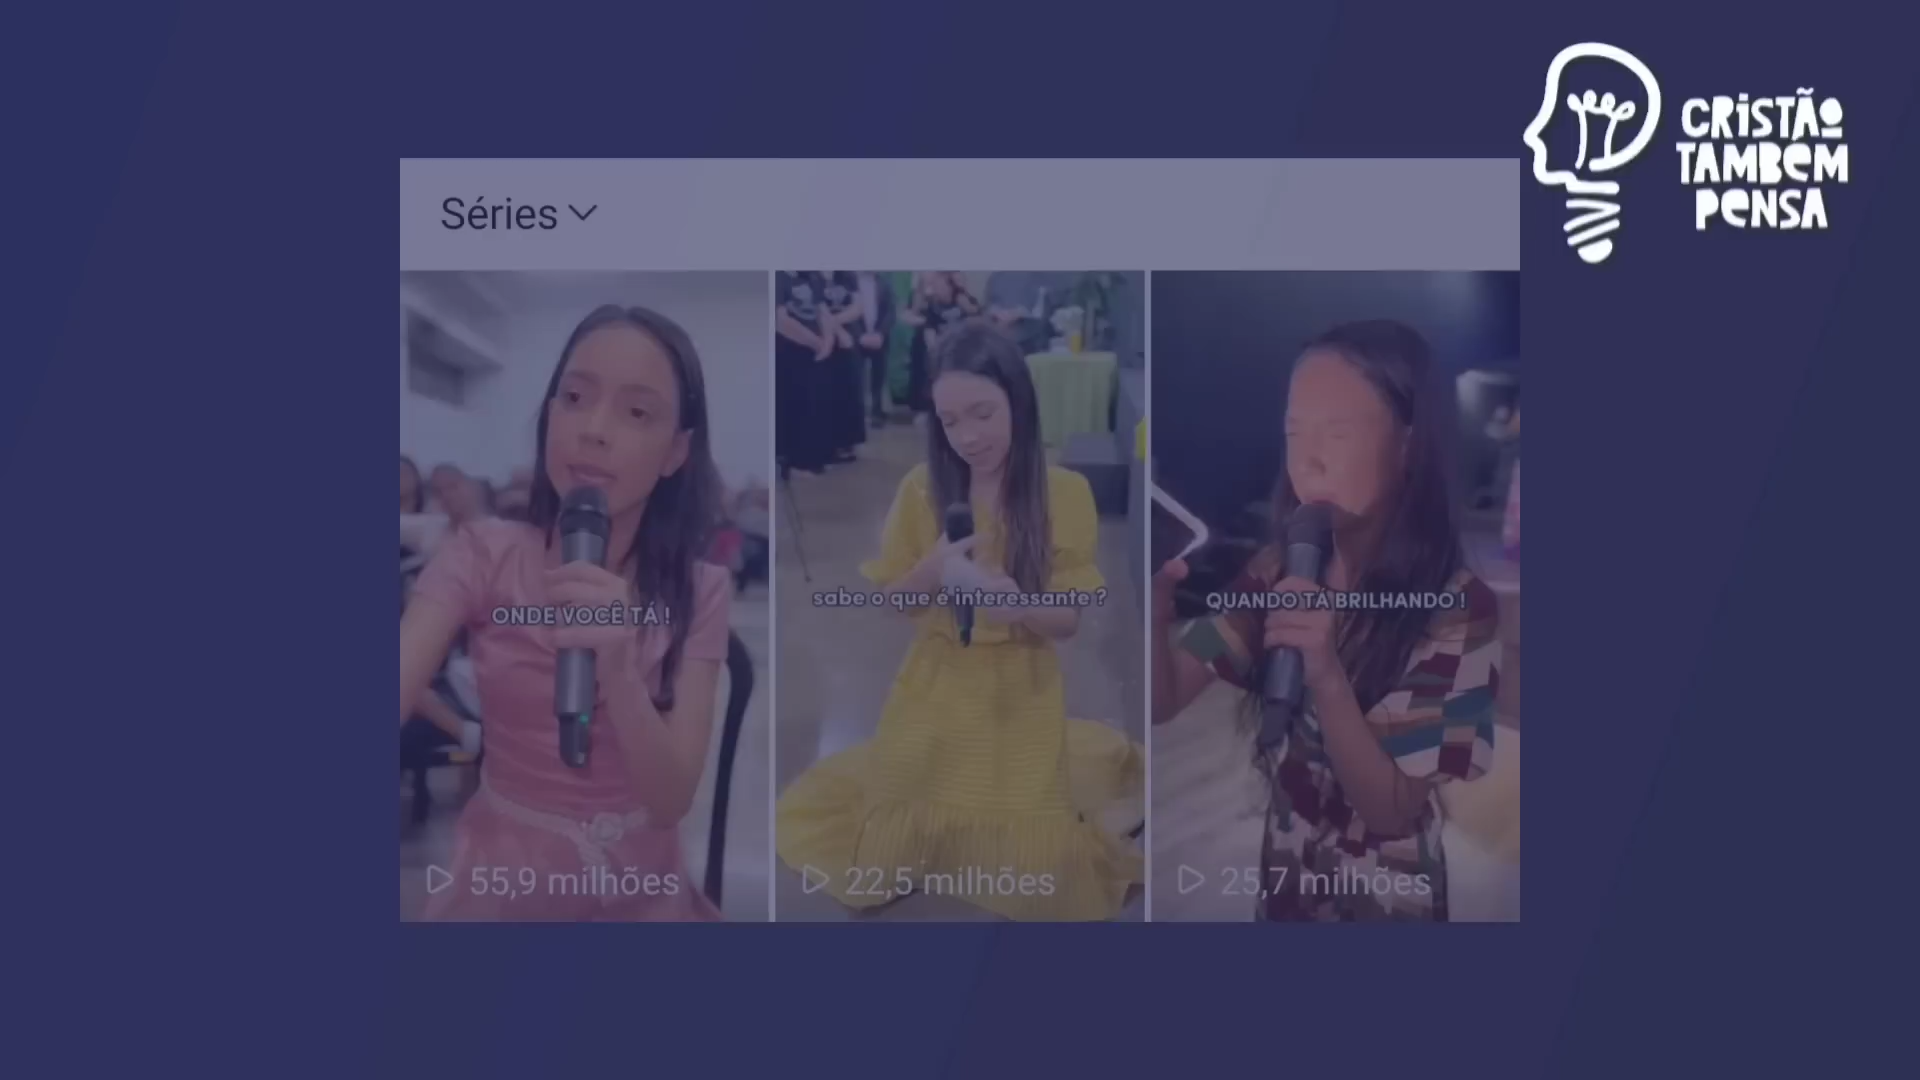 CRISTÃO
TAMBÉM
PENSA
Séries
ONDE VOCÊ TÁ !
sabe o que é interessante ?
QUANDO TÁ BRILHANDO !
55,9 milhões
22,5 milhões
25,7 milhões